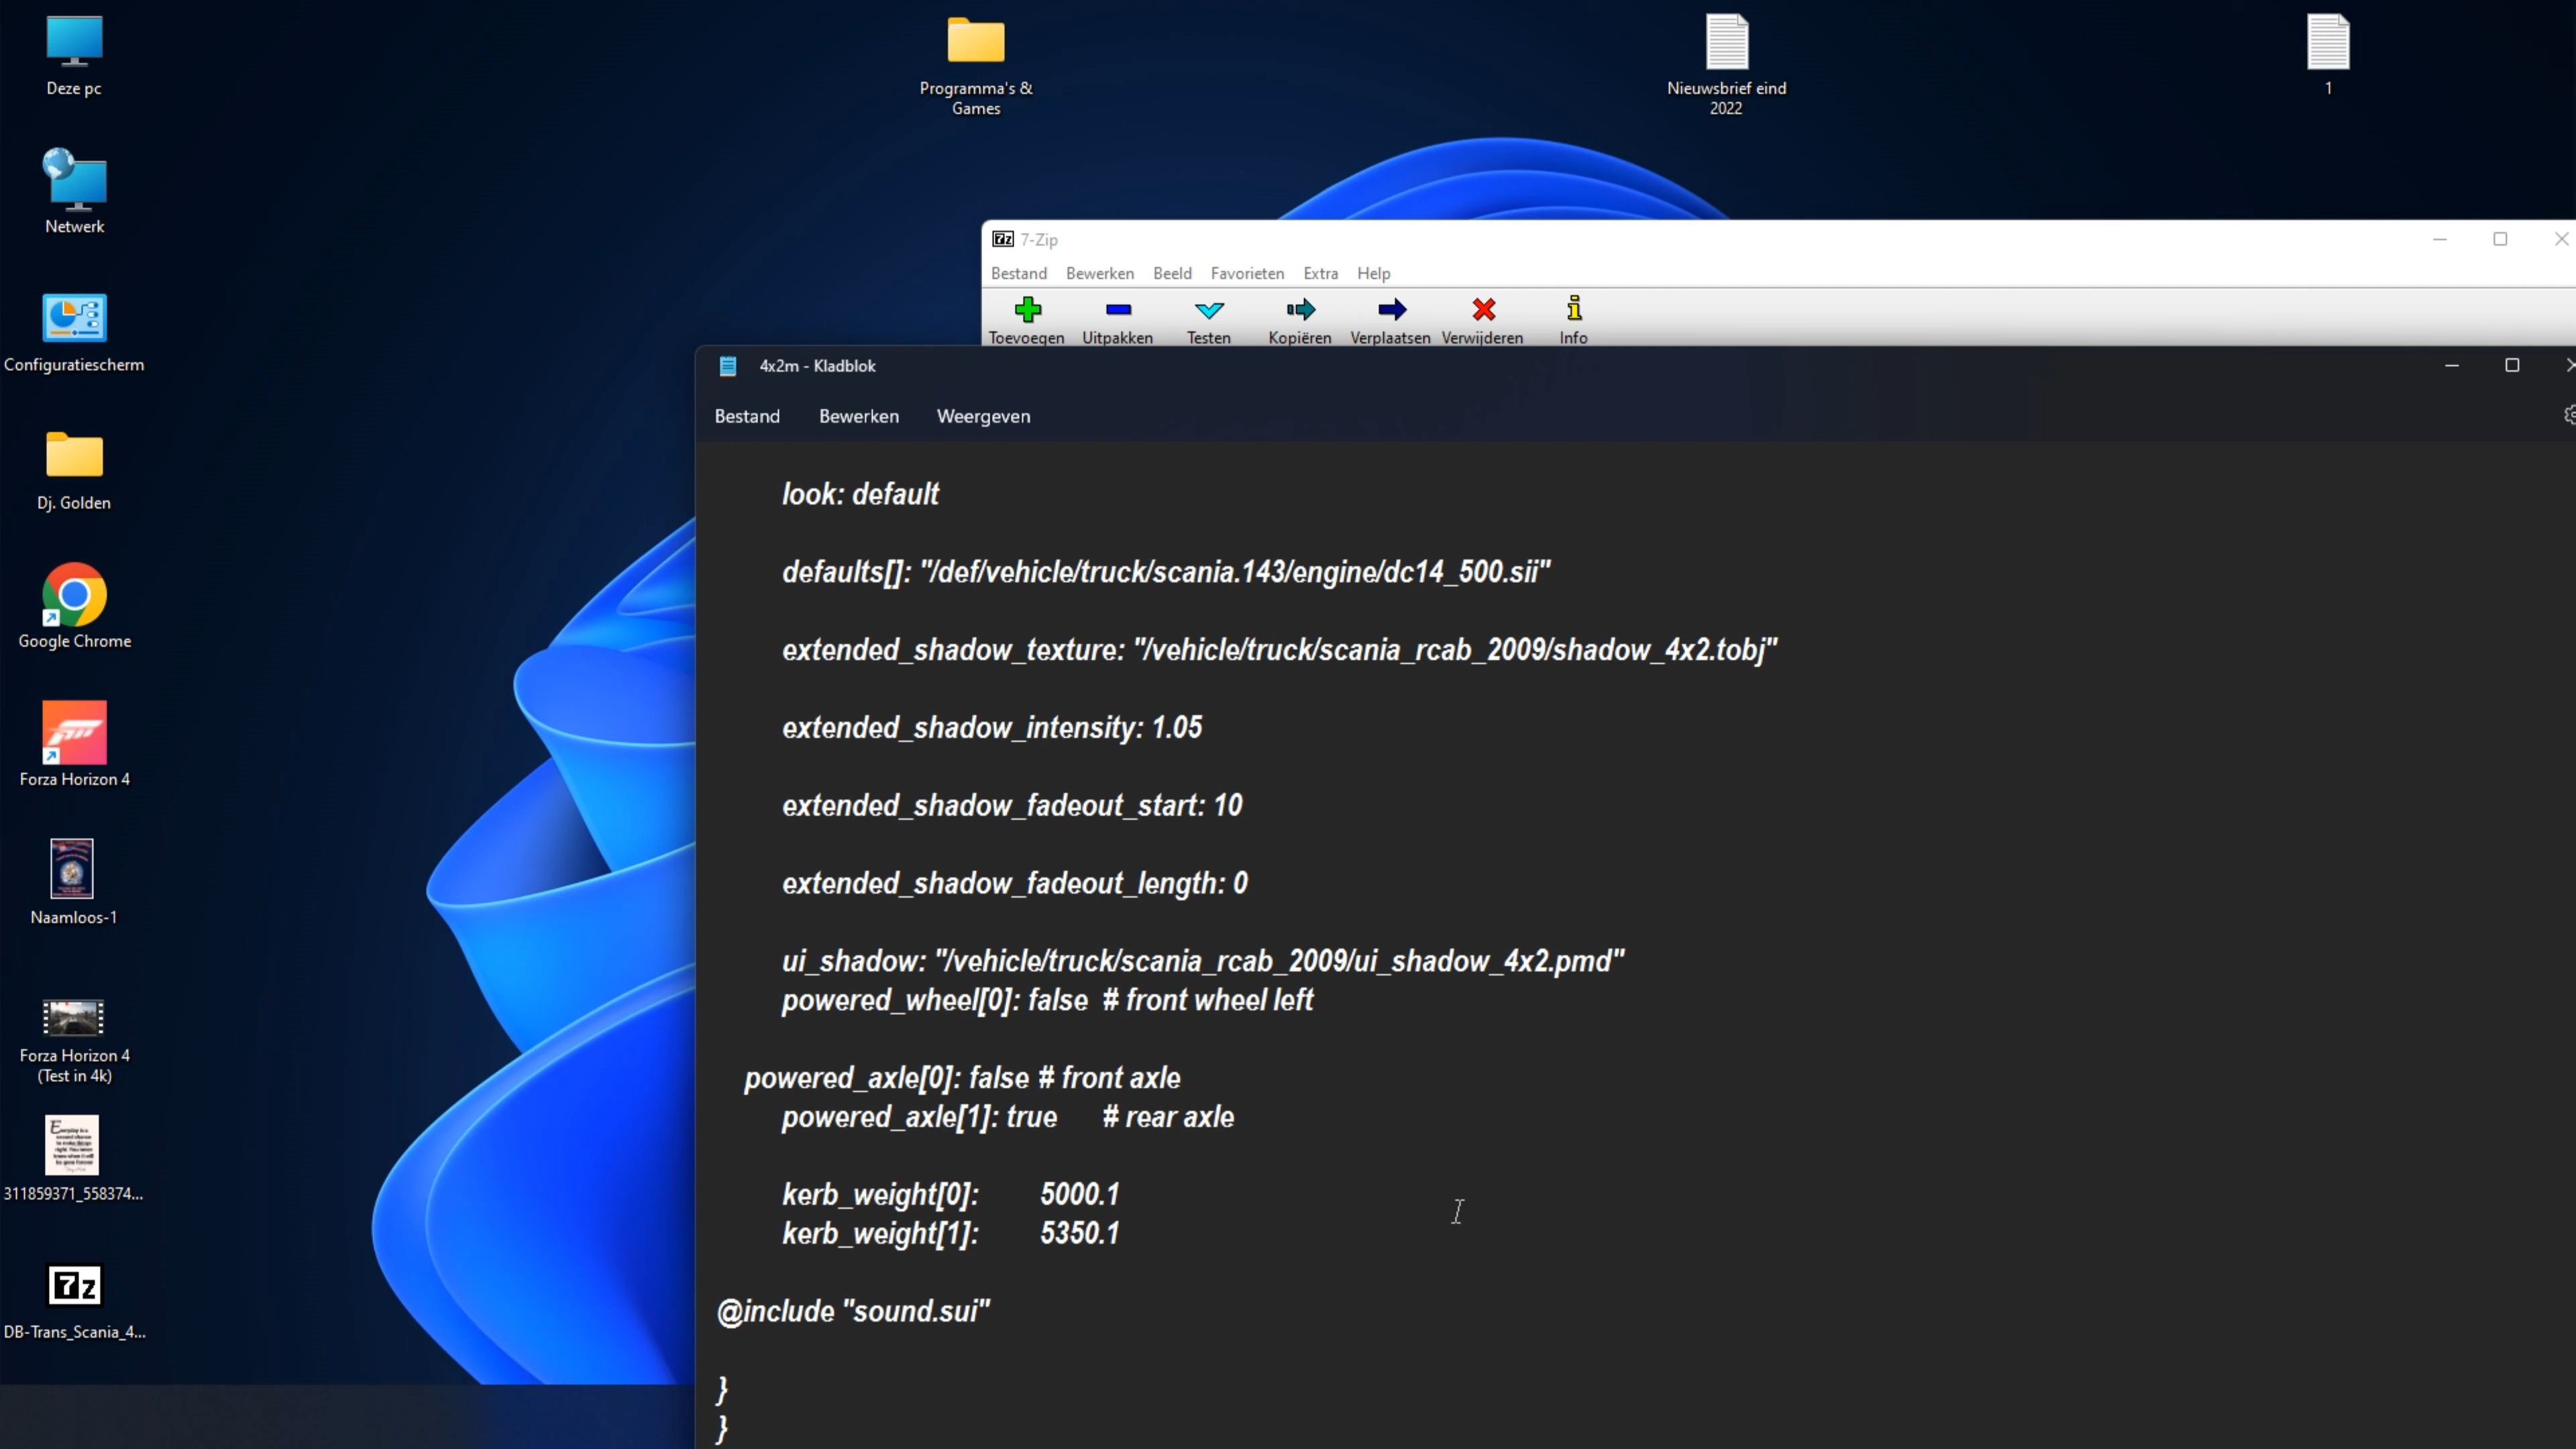 Deze pc
Programma's &
Games
Nieuwsbrief eind
2022
1
Netwerk
Configuratiescherm
Dj. Golden
Google Chrome
Forza Horizon 4
Naamloos-1
Forza Horizon 4
(Test in 4k)
311859371_558374...
7z
DB-Trans_Scania_4...
7z 7-Zip
Bestand Bewerken Beeld Favorieten Extra Help
Toevoegen Uitpakken Testen Kopiëren Verplaatsen Verwijderen Info
4x2m - Kladblok
Bestand Bewerken Weergeven
look: default
defaults[]: "/def/vehicle/truck/scania.143/engine/dc14_500.sii"
extended_shadow_texture: "/vehicle/truck/scania_rcab_2009/shadow_4x2.tobj"
extended_shadow_intensity: 1.05
extended_shadow_fadeout_start: 10
extended_shadow_fadeout_length: 0
ui_shadow: "/vehicle/truck/scania_rcab_2009/ui_shadow_4x2.pmd"
powered_wheel[0]: false # front wheel left
powered_axle[0]: false # front axle
powered_axle[1]: true # rear axle
kerb_weight[0]: 5000.1
kerb_weight[1]: 5350.1
@include "sound.sui"
}
}